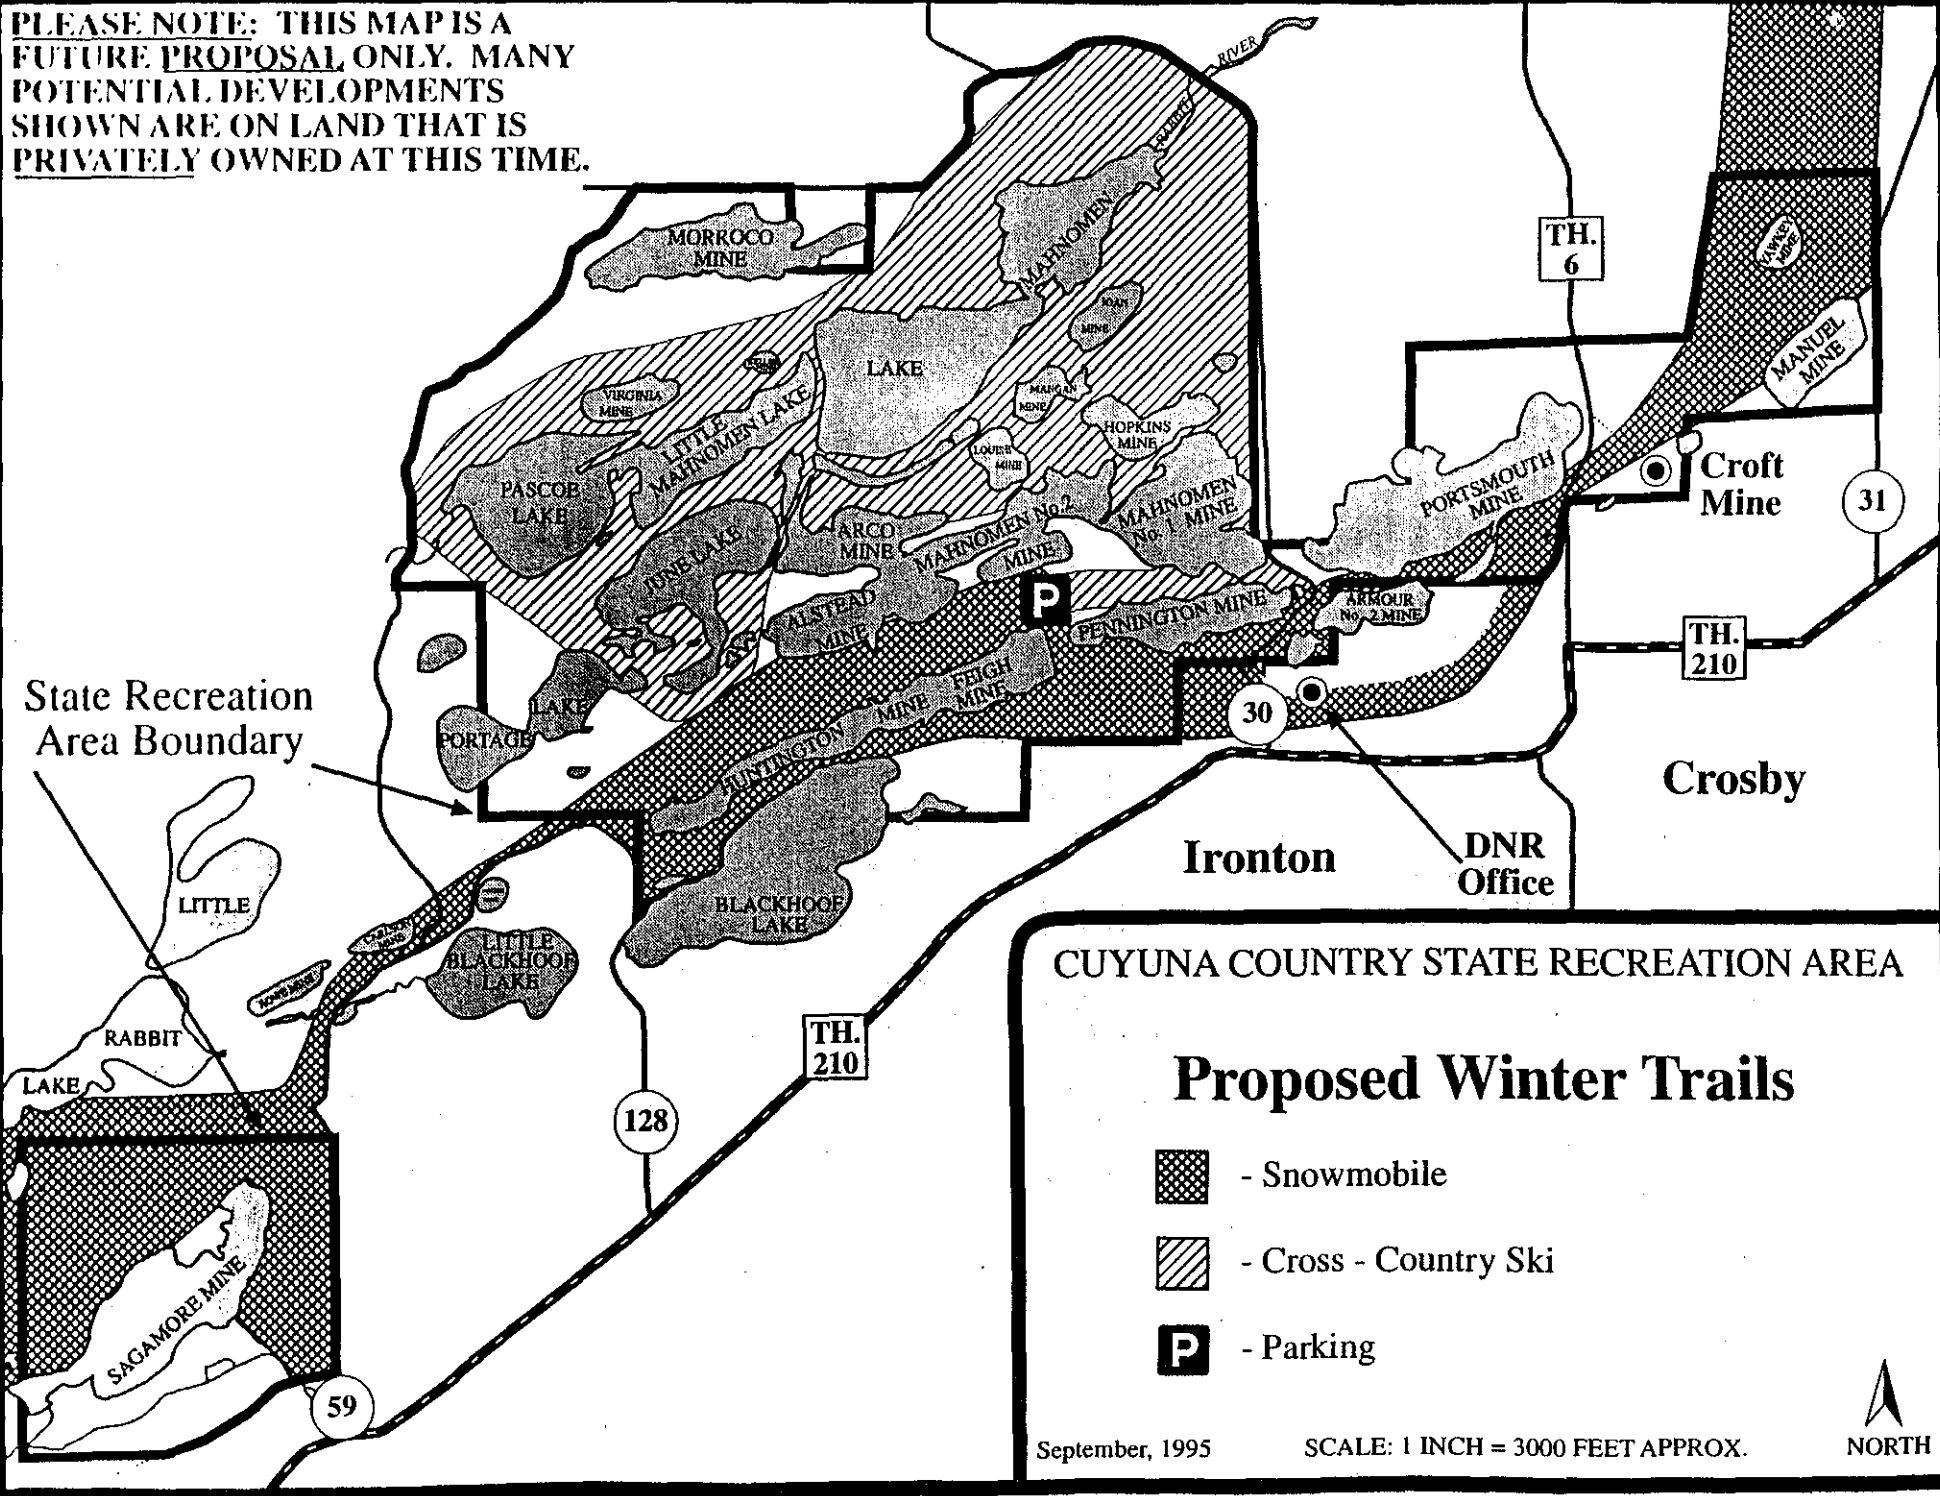 PLEASE NOTE: THIS MAP IS A
FUTURE PROPOSAL ONLY. MANY
POTENTIAL DEVELOPMENTS
SHOWN ARE ON LAND THAT IS
PRIVATELY OWNED AT THIS TIME.
RIVER
RABBIT
MORROCO
MINE
MAHNOMEN
LAKE
TH.
6
YAWKEY
MINE
MANUEL
MINE
JOAN
MINE
VIRGINIA
MINE
LITTLE
MAHNOMEN LAKE
MANGAN
MINE
HOPKINS
MINE
LOUISE
MINE
PASCOE
LAKE
JUNE LAKE
ARCO
MINE
MAHNOMEN No.2
MINE
MAHNOMEN
No. 1, MINE
PORTSMOUTH
MINE
Croft
Mine
31
ALSTEAD
MINE
P
PENNINGTON MINE
ARMOUR
No. 2 MINE
TH.
210
State Recreation
Area Boundary
PORTAGE
LAKE
HUNTINGTON MINE
FEIGH
MINE
30
Crosby
Ironton
DNR
Office
LITTLE
RABBIT
LAKE
BLACKHOOF
LAKE
LITTLE
BLACKHOOF
LAKE
TH.
210
128
SAGAMORE MINE
59
CUYUNA COUNTRY STATE RECREATION AREA
Proposed Winter Trails
- Snowmobile
- Cross - Country Ski
P - Parking
September, 1995
SCALE: 1 INCH = 3000 FEET APPROX.
NORTH